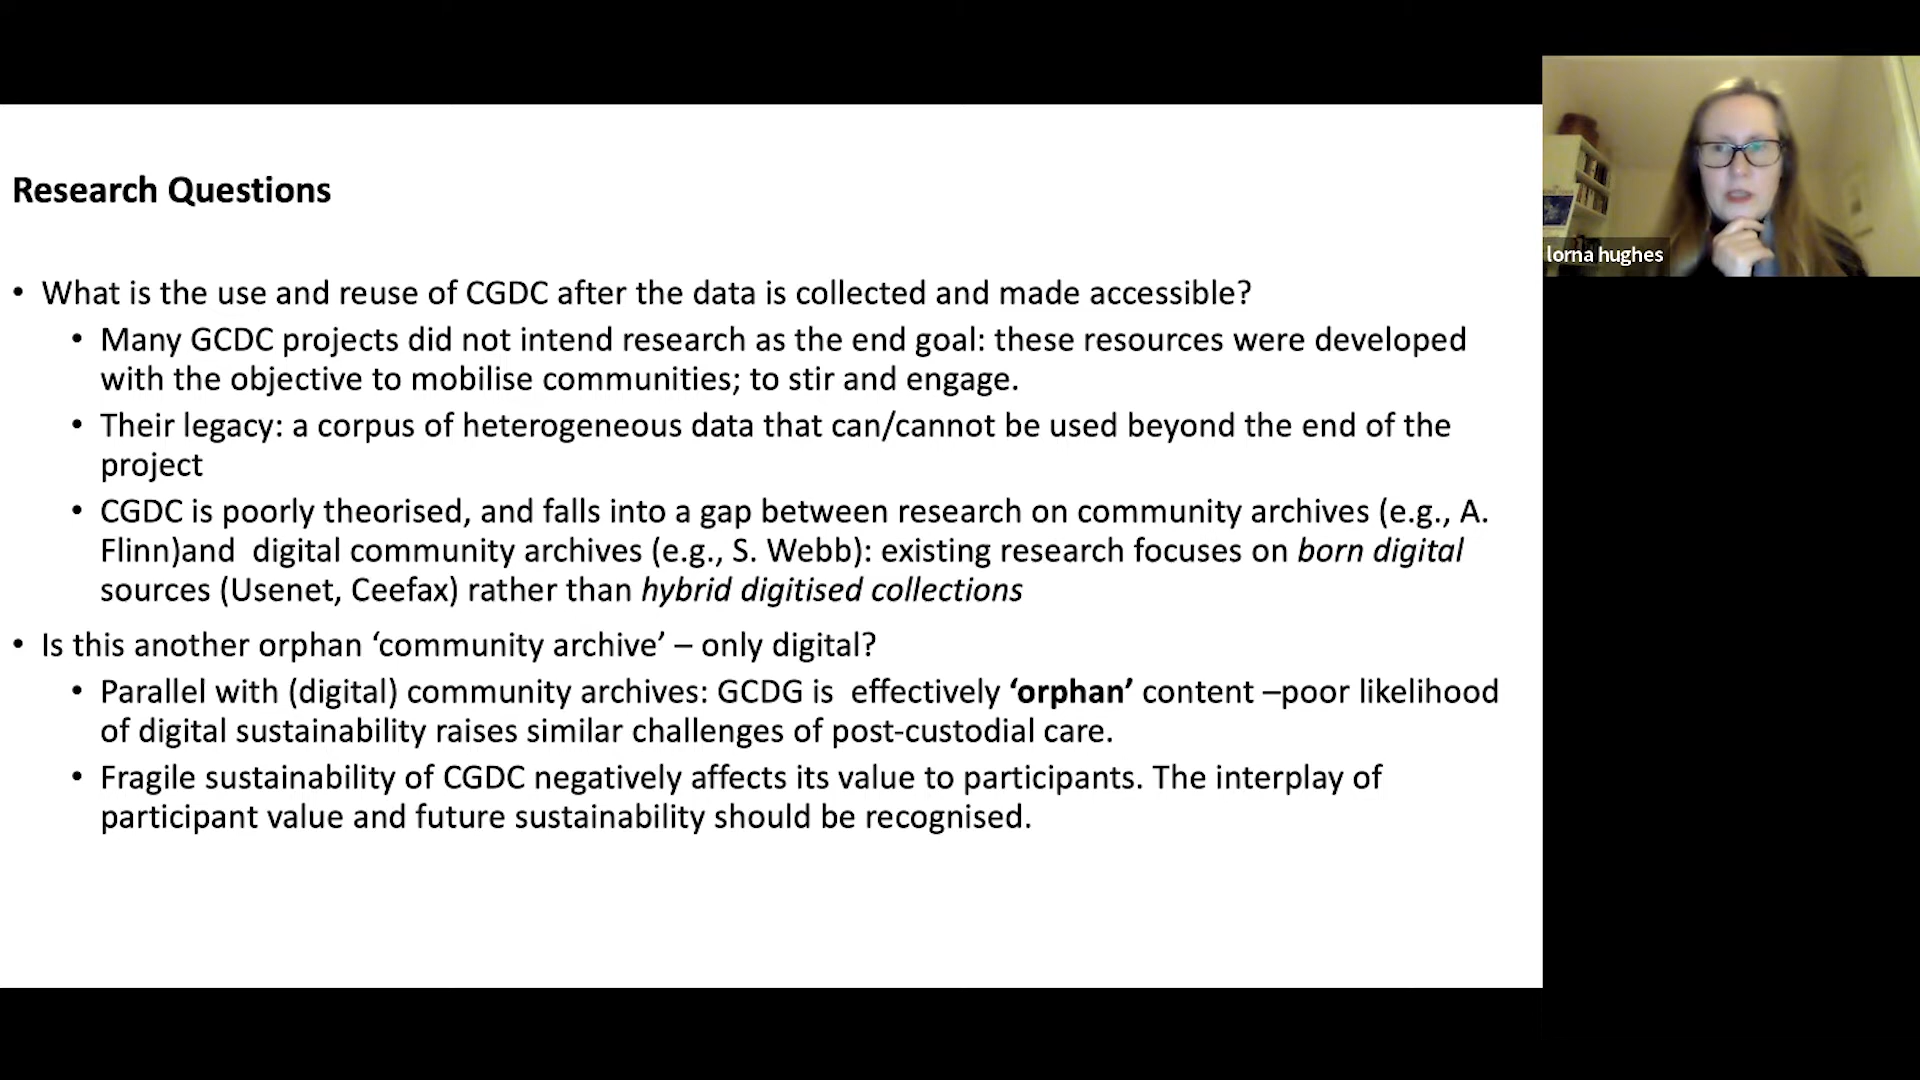 Research Questions
• What is the use and reuse of CGDC after the data is collected and made accessible?
• Many GCDC projects did not intend research as the end goal: these resources were developed
with the objective to mobilise communities; to stir and engage.
• Their legacy: a corpus of heterogeneous data that can/cannot be used beyond the end of the
project
• CGDC is poorly theorised, and falls into a gap between research on community archives (e.g., A.
Flinn)and  digital community archives (e.g., S. Webb): existing research focuses on born digital
sources (Usenet, Ceefax) rather than hybrid digitised collections
• Is this another orphan ‘community archive’ – only digital?
• Parallel with (digital) community archives: GCDG is  effectively ‘orphan’ content –poor likelihood
of digital sustainability raises similar challenges of post-custodial care.
• Fragile sustainability of CGDC negatively affects its value to participants. The interplay of
participant value and future sustainability should be recognised.
lorna hughes